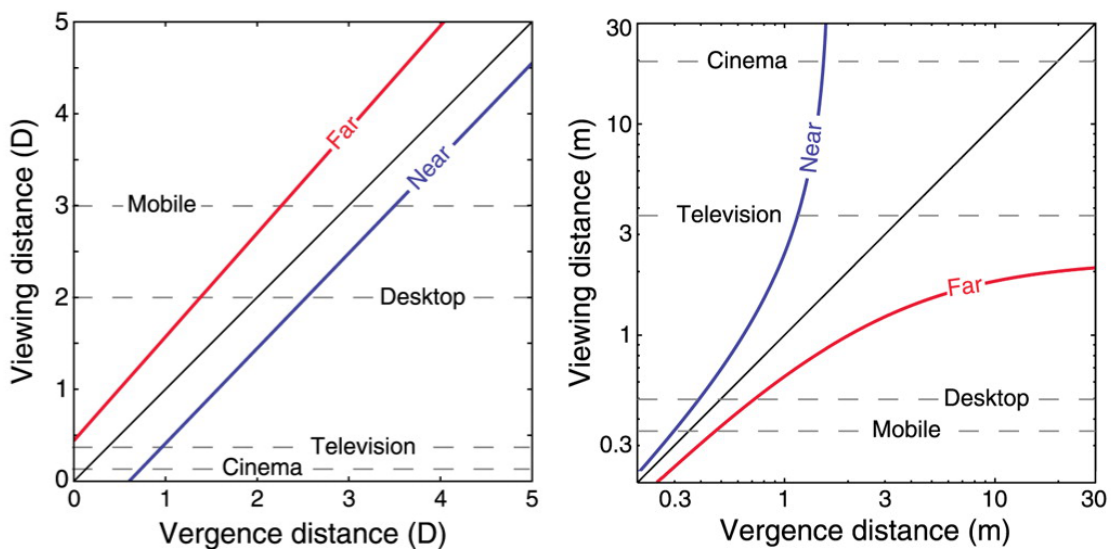 5
4
3
2
1
0
Viewing distance (D)
Far
Near
Mobile
Desktop
Television
Cinema
0
1
2
3
4
5
Vergence distance (D)
30
10
3
1
0.3
Viewing distance (m)
Cinema
Near
Television
Far
Desktop
Mobile
0.3
1
3
10
30
Vergence distance (m)